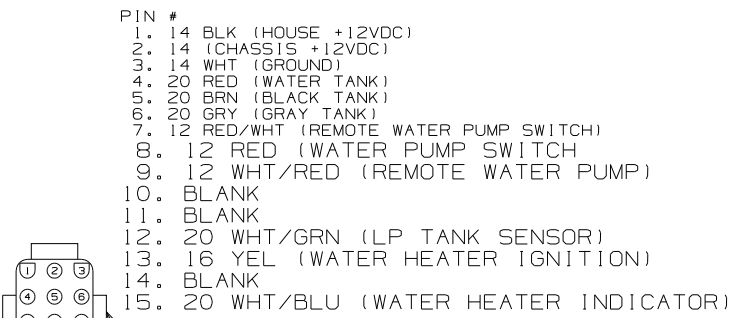 PIN #
1. 14 BLK (HOUSE +12VDC)
2. 14 (CHASSIS +12VDC)
3. 14 WHT (GROUND)
4. 20 RED (WATER TANK)
5. 20 BRN (BLACK TANK)
6. 20 GRY (GRAY TANK)
7. 12 RED/WHT (REMOTE WATER PUMP SWITCH)
8. 12 RED (WATER PUMP SWITCH
9. 12 WHT/RED (REMOTE WATER PUMP)
10. BLANK
11. BLANK
12. 20 WHT/GRN (LP TANK SENSOR)
13. 16 YEL (WATER HEATER IGNITION)
14. BLANK
15. 20 WHT/BLU (WATER HEATER INDICATOR)
1 2 3
4 5 6